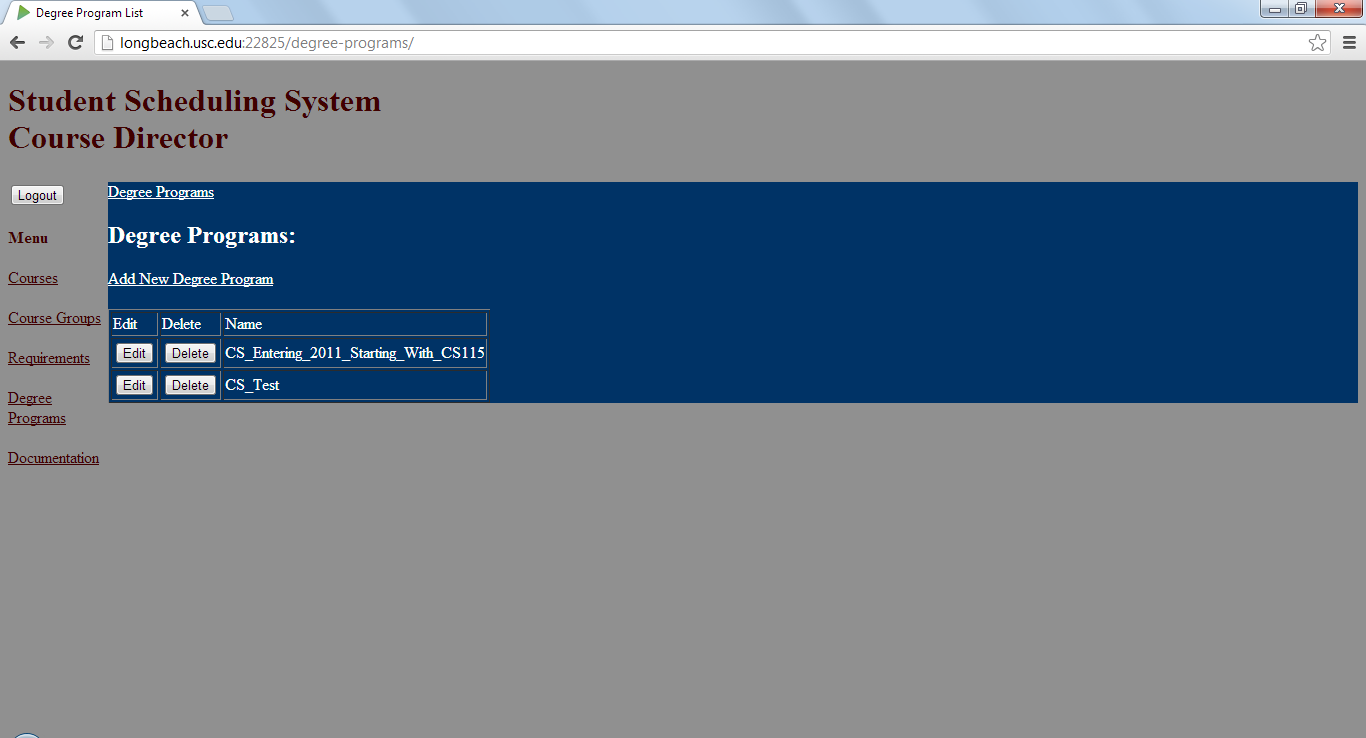 Degree Program List
longbeach.usc.edu:22825/degree-programs/
Student Scheduling System
Course Director
Logout
Menu
Courses
Course Groups
Requirements
Degree
Programs
Documentation
Degree Programs
Degree Programs:
Add New Degree Program
Edit Delete Name
Edit Delete CS_Entering_2011_Starting_With_CS115
Edit Delete CS_Test